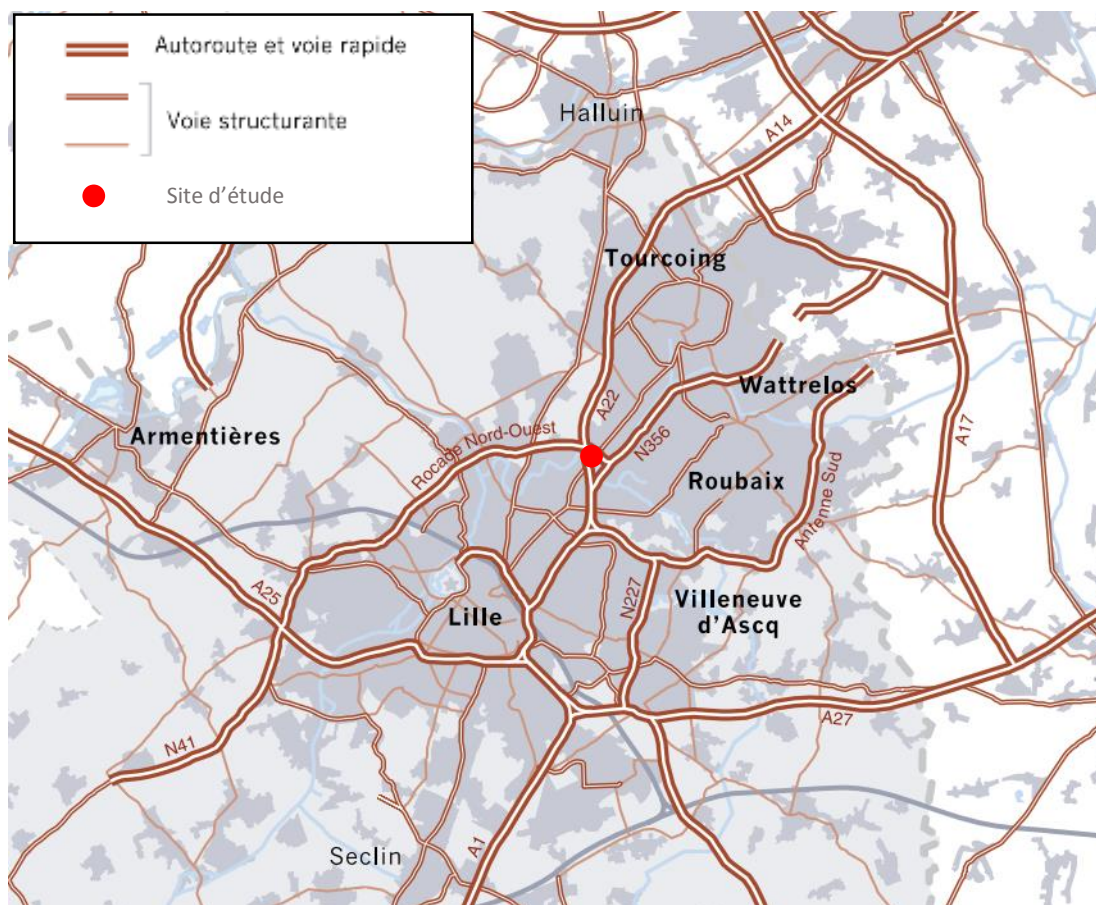 Autoroute et voie rapide
Voie structurante
Site d'étude
Halluin
A14
Tourcoing
Wattrelos
A22
Armentières
Rocade Nord-Ouest
N356
A17
Roubaix
Antenne Sud
A25
N227
Villeneuve
d'Ascq
Lille
N41
A27
A1
Seclin